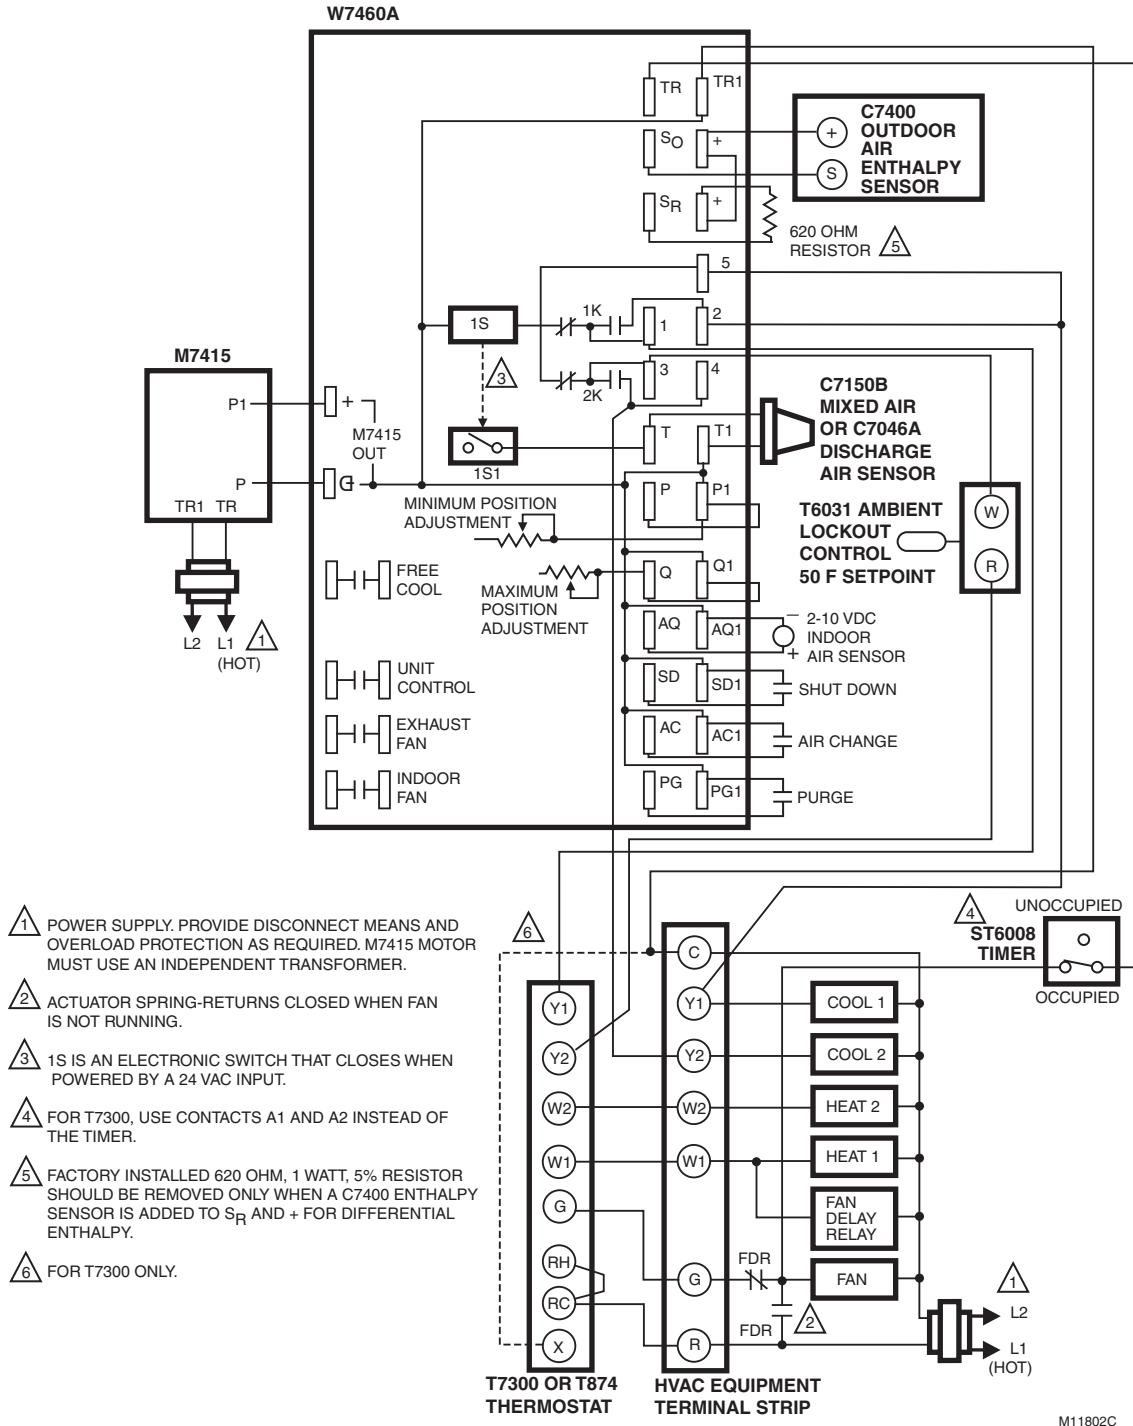 W7460A
TR
TR1
C7400
OUTDOOR
AIR
ENTHALPY
SENSOR
+
S
SO
+
SR
+
620 OHM
RESISTOR
5
5
1S
1K
1
2
3
M7415
3
4
2K
C7150B
MIXED AIR
OR C7046A
DISCHARGE
AIR SENSOR
P1
+
M7415
OUT
T
T1
1S1
P
TR1 TR
P
P1
MINIMUM POSITION
ADJUSTMENT
T6031 AMBIENT
LOCKOUT
CONTROL
50 F SETPOINT
W
R
FREE
COOL
MAXIMUM
POSITION
ADJUSTMENT
Q
Q1
L2
L1
(HOT)
1
AQ
AQ1
–
+
2-10 VDC
INDOOR
AIR SENSOR
UNIT
CONTROL
SD
SD1
SHUT DOWN
EXHAUST
FAN
AC
AC1
AIR CHANGE
INDOOR
FAN
PG
PG1
PURGE
1 POWER SUPPLY. PROVIDE DISCONNECT MEANS AND
OVERLOAD PROTECTION AS REQUIRED. M7415 MOTOR
MUST USE AN INDEPENDENT TRANSFORMER.
2 ACTUATOR SPRING-RETURNS CLOSED WHEN FAN
IS NOT RUNNING.
3 1S IS AN ELECTRONIC SWITCH THAT CLOSES WHEN
POWERED BY A 24 VAC INPUT.
4 FOR T7300, USE CONTACTS A1 AND A2 INSTEAD OF
THE TIMER.
5 FACTORY INSTALLED 620 OHM, 1 WATT, 5% RESISTOR
SHOULD BE REMOVED ONLY WHEN A C7400 ENTHALPY
SENSOR IS ADDED TO SR AND + FOR DIFFERENTIAL
ENTHALPY.
6 FOR T7300 ONLY.
6
4
UNOCCUPIED
ST6008
TIMER
OCCUPIED
C
Y1
Y1
COOL 1
Y2
Y2
COOL 2
W2
W2
HEAT 2
W1
W1
HEAT 1
G
FAN
DELAY
RELAY
RH
G
FDR
FAN
RC
FDR
2
X
R
1
L2
L1
(HOT)
T7300 OR T874
THERMOSTAT
HVAC EQUIPMENT
TERMINAL STRIP
M11802C